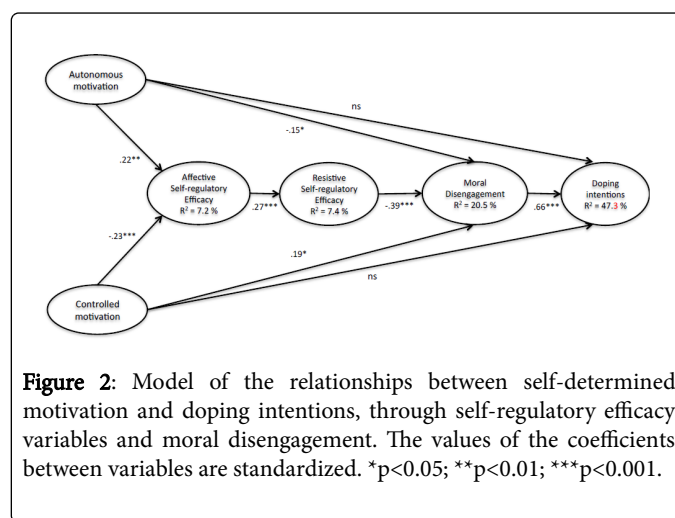 Autonomous
motivation
ns
-.15*
.22**
Affective
Self-regulatory
Efficacy
R² = 7.2 %
.27***
Resistive
Self-regulatory
Efficacy
R² = 7.4 %
-.39***
Moral
Disengagement
R² = 20.5 %
.66***
Doping
intentions
R² = 47.3 %
-.23***
.19*
ns
Controlled
motivation
Figure 2: Model of the relationships between self-determined
motivation and doping intentions, through self-regulatory efficacy
variables and moral disengagement. The values of the coefficients
between variables are standardized. *p<0.05; **p<0.01; ***p<0.001.